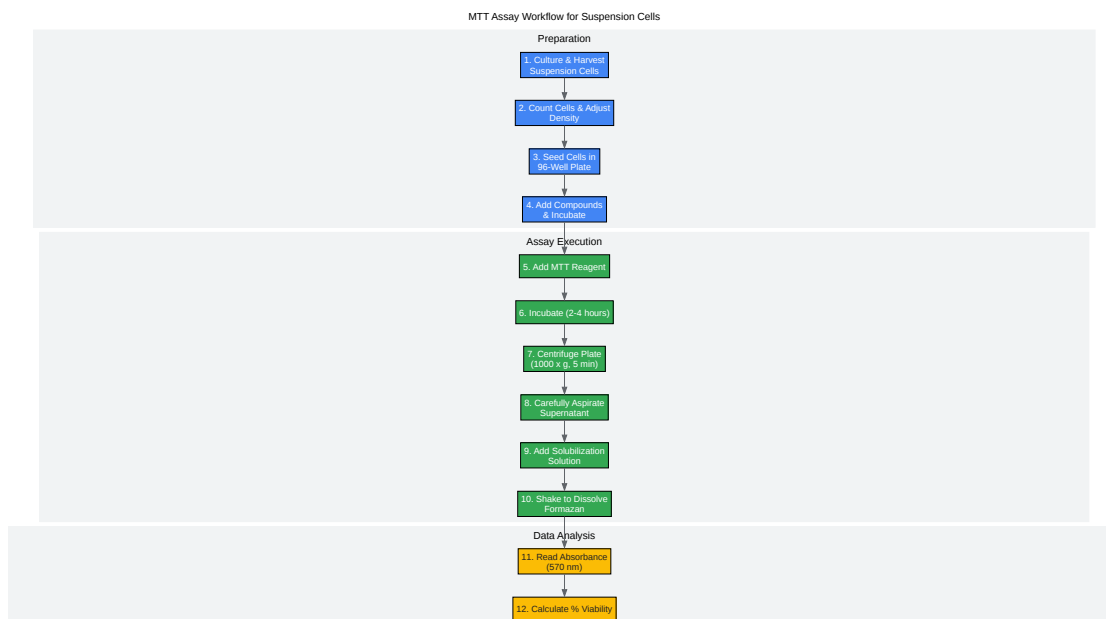 MTT Assay Workflow for Suspension Cells
Preparation
1. Culture & Harvest
Suspension Cells
2. Count Cells & Adjust
Density
3. Seed Cells in
96-Well Plate
4. Add Compounds
& Incubate
Assay Execution
5. Add MTT Reagent
6. Incubate (2-4 hours)
7. Centrifuge Plate
(1000 x g, 5 min)
8. Carefully Aspirate
Supernatant
9. Add Solubilization
Solution
10. Shake to Dissolve
Formazan
Data Analysis
11. Read Absorbance
(570 nm)
12. Calculate % Viability